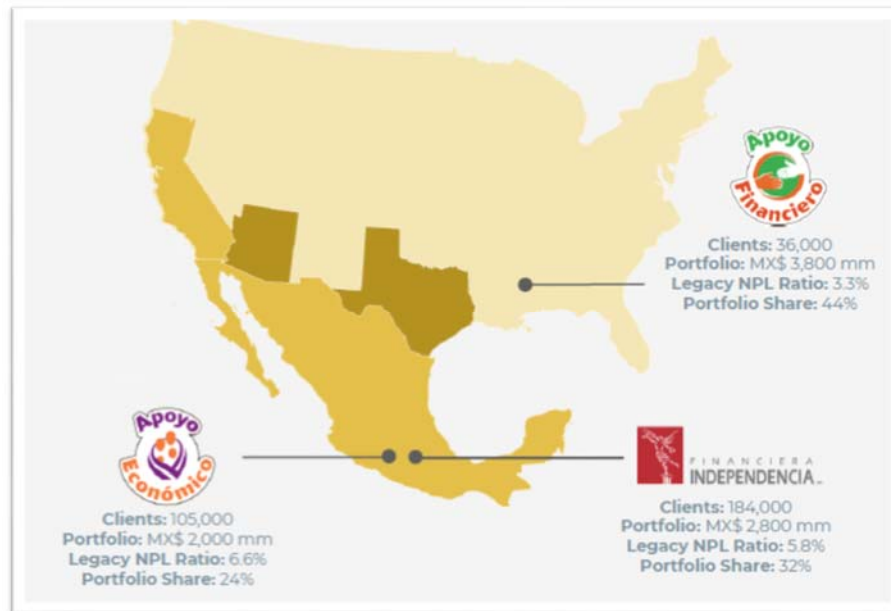 Apoyo
Financiero
Clients: 36,000
Portfolio: MX$ 3,800 mm
Legacy NPL Ratio: 3.3%
Portfolio Share: 44%
Apoyo
Económico
Clients: 105,000
Portfolio: MX$ 2,000 mm
Legacy NPL Ratio: 6.6%
Portfolio Share: 24%
FINANCIERA
INDEPENDENCIA
Clients: 184,000
Portfolio: MX$ 2,800 mm
Legacy NPL Ratio: 5.8%
Portfolio Share: 32%